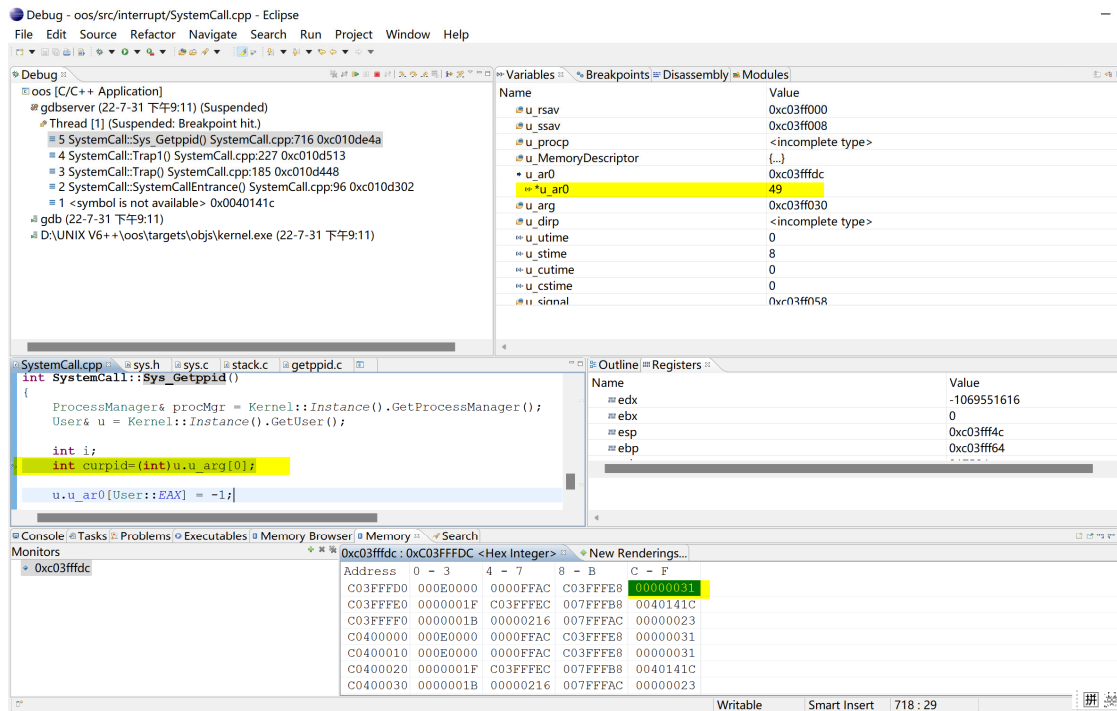 Debug - oos/src/interrupt/SystemCall.cpp - Eclipse
File Edit Source Refactor Navigate Search Run Project Window Help
Debug
oos [C/C++ Application]
gdbserver (22-7-31 下午9:11) (Suspended)
Thread [1] (Suspended: Breakpoint hit.)
5 SystemCall::Sys_Getppid() SystemCall.cpp:716 0xc010de4a
4 SystemCall::Trap1() SystemCall.cpp:227 0xc010d513
3 SystemCall::Trap() SystemCall.cpp:185 0xc010d448
2 SystemCall::SystemCallEntrance() SystemCall.cpp:96 0xc010d302
1 <symbol is not available> 0x0040141c
gdb (22-7-31 下午9:11)
D:\UNIX V6++\oos\targets\objs\kernel.exe (22-7-31 下午9:11)
Variables Breakpoints Disassembly Modules
Name Value
u_rsav 0xc03ff000
u_ssav 0xc03ff008
u_procp <incomplete type>
u_MemoryDescriptor {...}
u_ar0 0xc03fffdc
*u_ar0 49
u_arg 0xc03ff030
u_dirp <incomplete type>
u_utime 0
u_stime 8
u_cutime 0
u_cstime 0
u_signal 0xc03ff058
SystemCall.cpp sys.h sys.c stack.c getppid.c
int SystemCall::Sys_Getppid()
{
ProcessManager& procMgr = Kernel::Instance().GetProcessManager();
User& u = Kernel::Instance().GetUser();
int i;
int curpid=(int)u.u_arg[0];
u.u_ar0[User::EAX] = -1;
Outline Registers
Name Value
edx -1069551616
ebx 0
esp 0xc03fff4c
ebp 0xc03fff64
Console Tasks Problems Executables Memory Browser Memory Search
Monitors
0xc03fffdc
0xc03fffdc : 0xC03FFFDC <Hex Integer> New Renderings...
Address 0 - 3 4 - 7 8 - B C - F
C03FFFD0 000E0000 0000FFAC C03FFFE8 00000031
C03FFFE0 0000001F C03FFFEC 007FFFB8 0040141C
C03FFFF0 0000001B 00000216 007FFFAC 00000023
C0400000 000E0000 0000FFAC C03FFFE8 00000031
C0400010 000E0000 0000FFAC C03FFFE8 00000031
C0400020 0000001F C03FFFEC 007FFFB8 0040141C
C0400030 0000001B 00000216 007FFFAC 00000023
Writable Smart Insert 718 : 29
拼